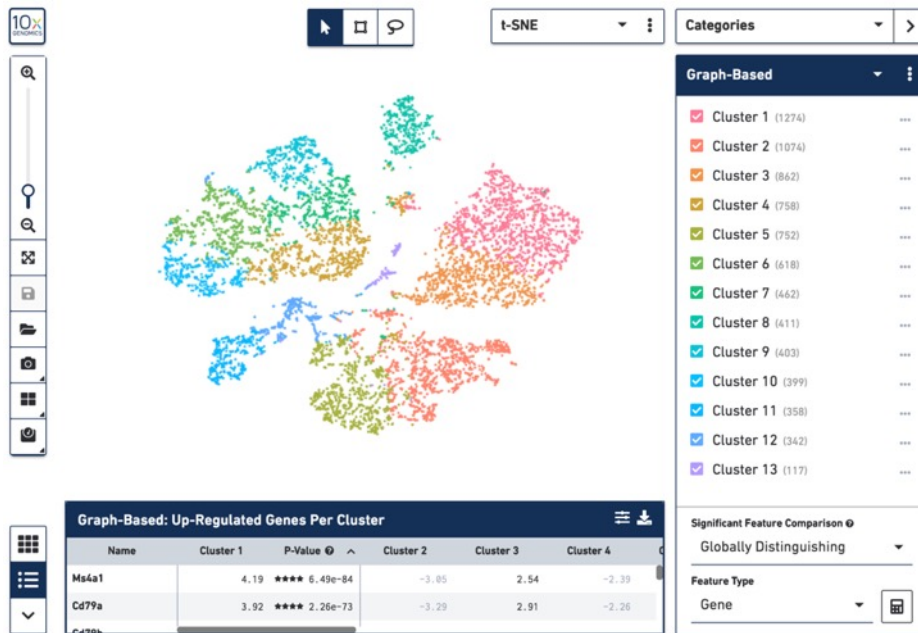 10x
GENOMICS
t-SNE
Categories
Graph-Based
Cluster 1 (1274)
Cluster 2 (1074)
Cluster 3 (862)
Cluster 4 (758)
Cluster 5 (752)
Cluster 6 (618)
Cluster 7 (462)
Cluster 8 (411)
Cluster 9 (403)
Cluster 10 (399)
Cluster 11 (358)
Cluster 12 (342)
Cluster 13 (117)
Significant Feature Comparison
Globally Distinguishing
Feature Type
Gene
Graph-Based: Up-Regulated Genes Per Cluster
Name Cluster 1 P-Value Cluster 2 Cluster 3 Cluster 4
Ms4a1 4.19 ★★★★ 6.49e-84 -3.05 2.54 -2.39
Cd79a 3.92 ★★★★ 2.26e-73 -3.29 2.91 -2.26